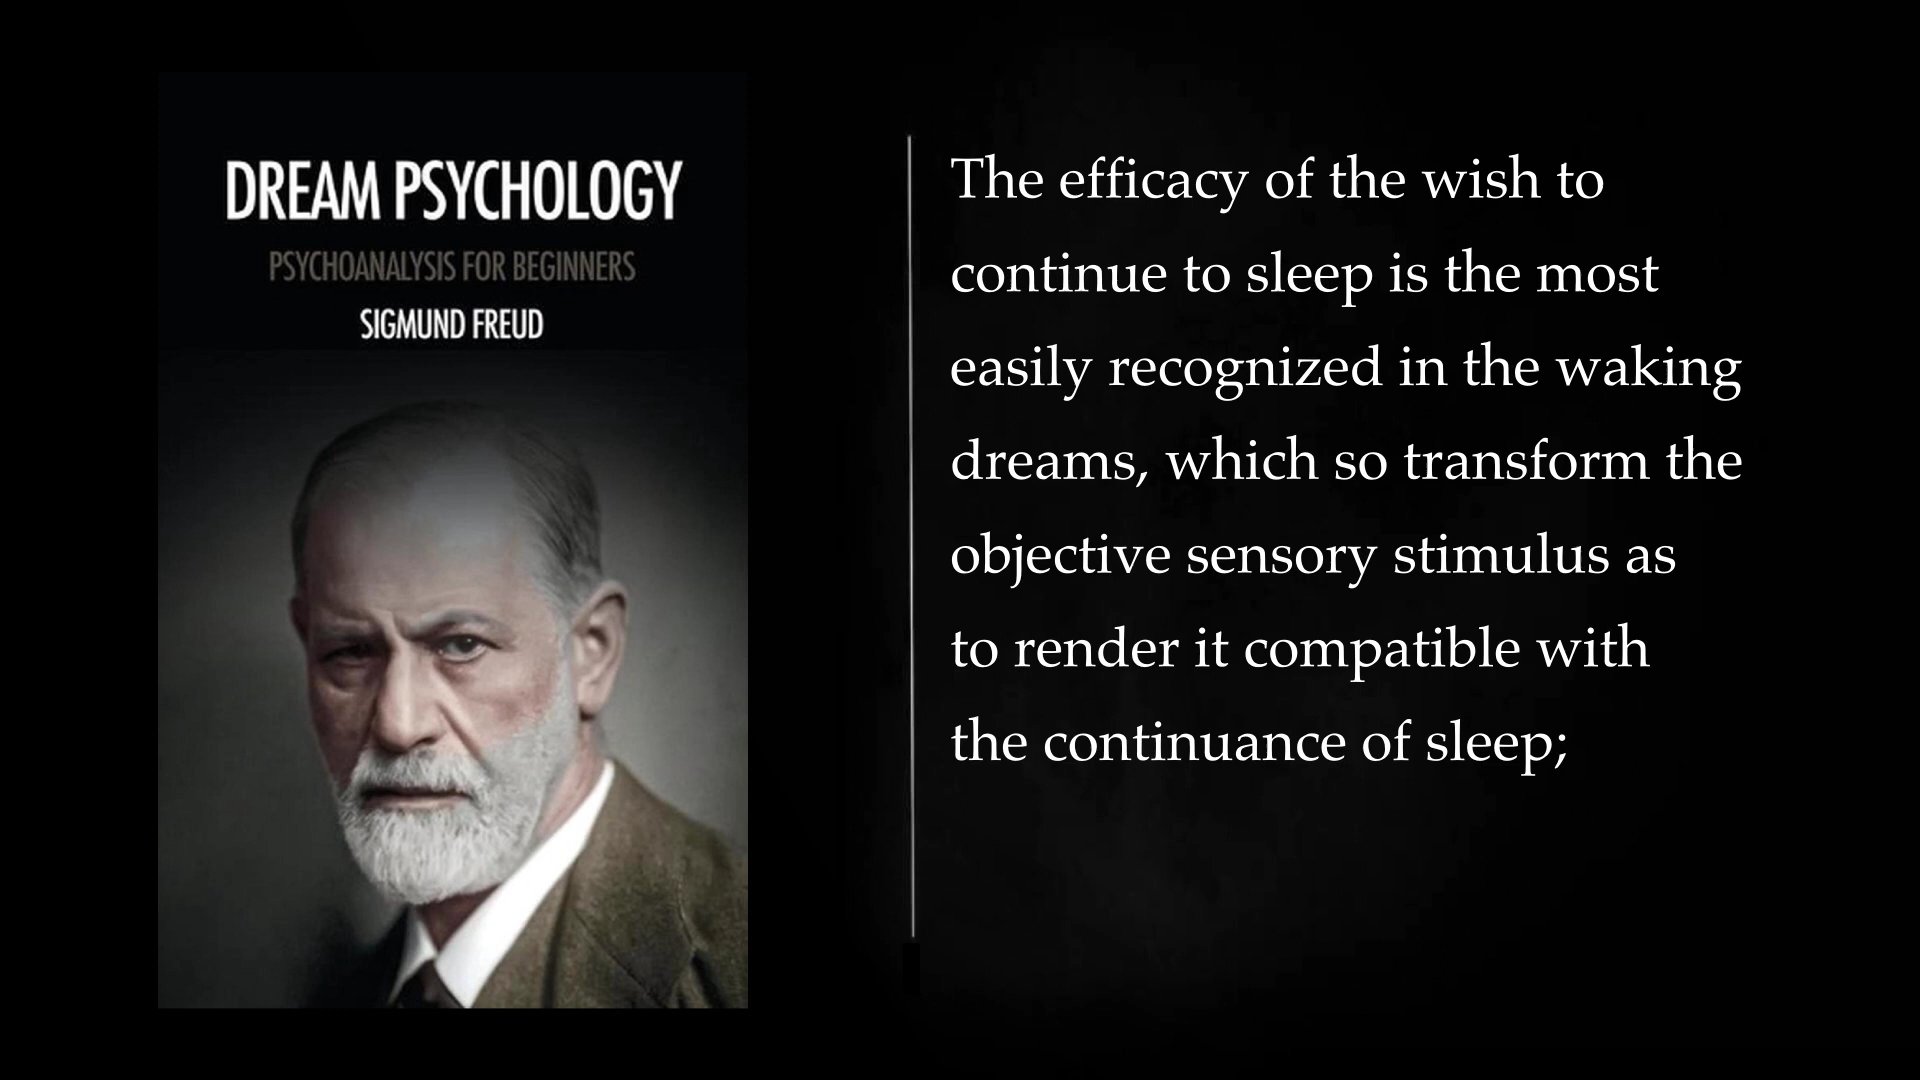 DREAM PSYCHOLOGY
PSYCHOANALYSIS FOR BEGINNERS
SIGMUND FREUD
The efficacy of the wish to
continue to sleep is the most
easily recognized in the waking
dreams, which so transform the
objective sensory stimulus as
to render it compatible with
the continuance of sleep;